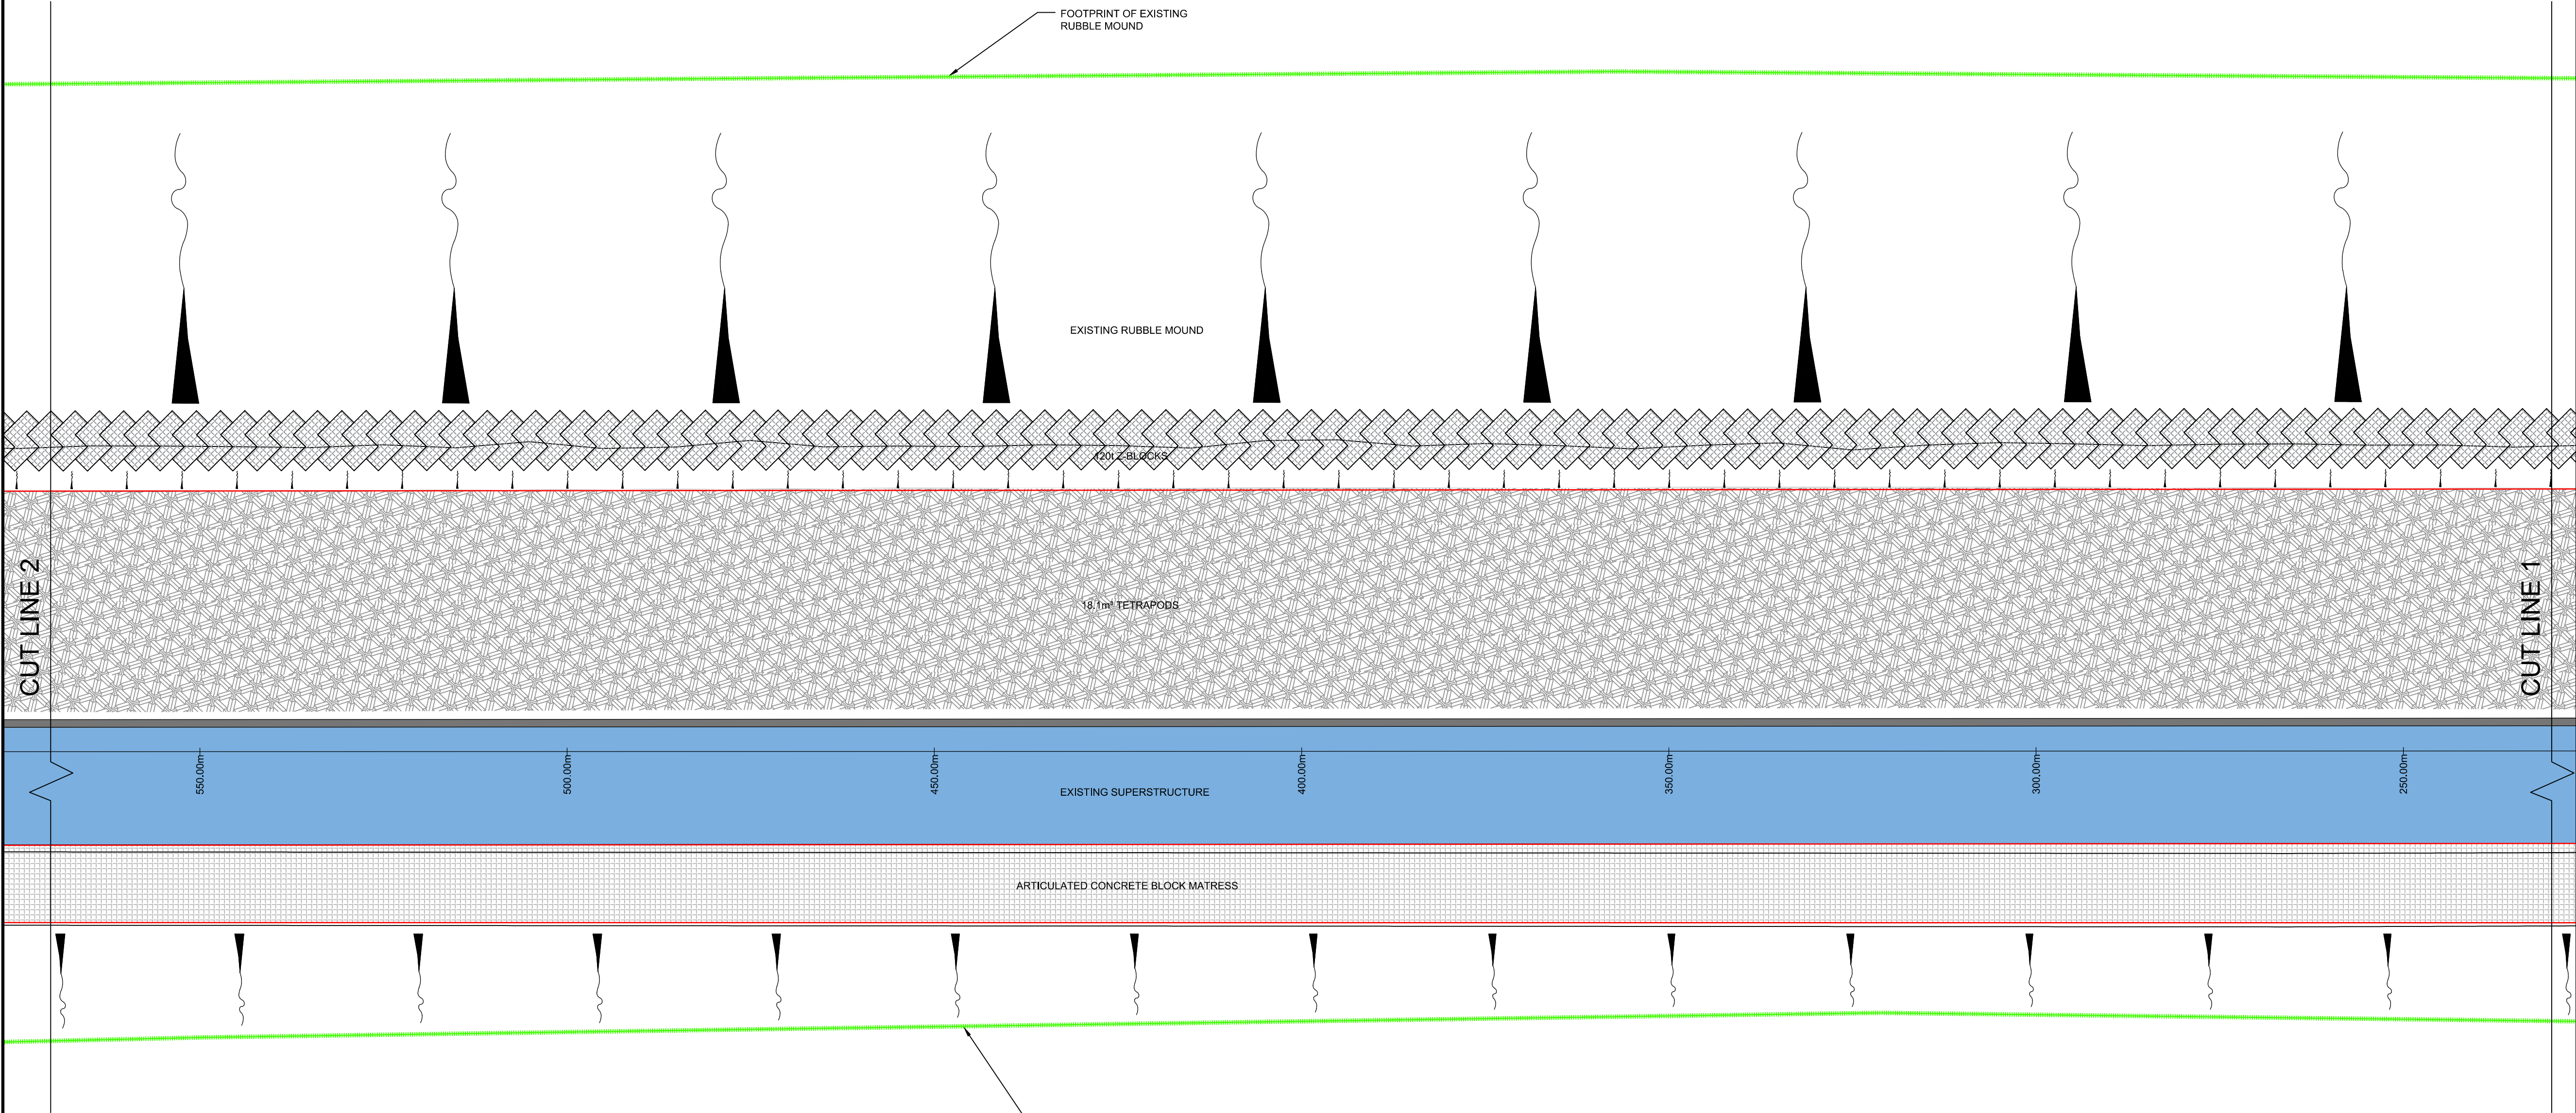 FOOTPRINT OF EXISTING
RUBBLE MOUND
EXISTING RUBBLE MOUND
120t Z-BLOCKS
CUT LINE 2
18.1m³ TETRAPODS
CUT LINE 1
550.00m
500.00m
450.00m
400.00m
350.00m
300.00m
250.00m
EXISTING SUPERSTRUCTURE
ARTICULATED CONCRETE BLOCK MATRESS